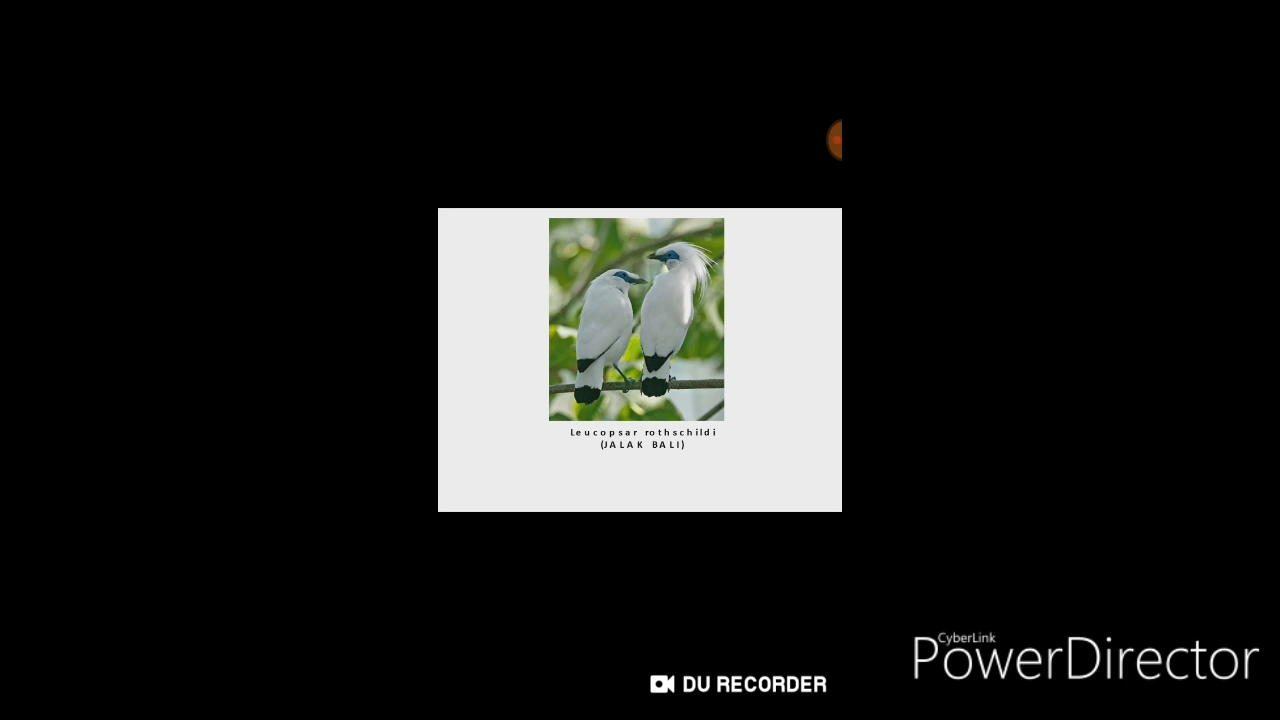 Leucopsar rothschildi
(JALAK BALI)
DU RECORDER
CyberLink
PowerDirector